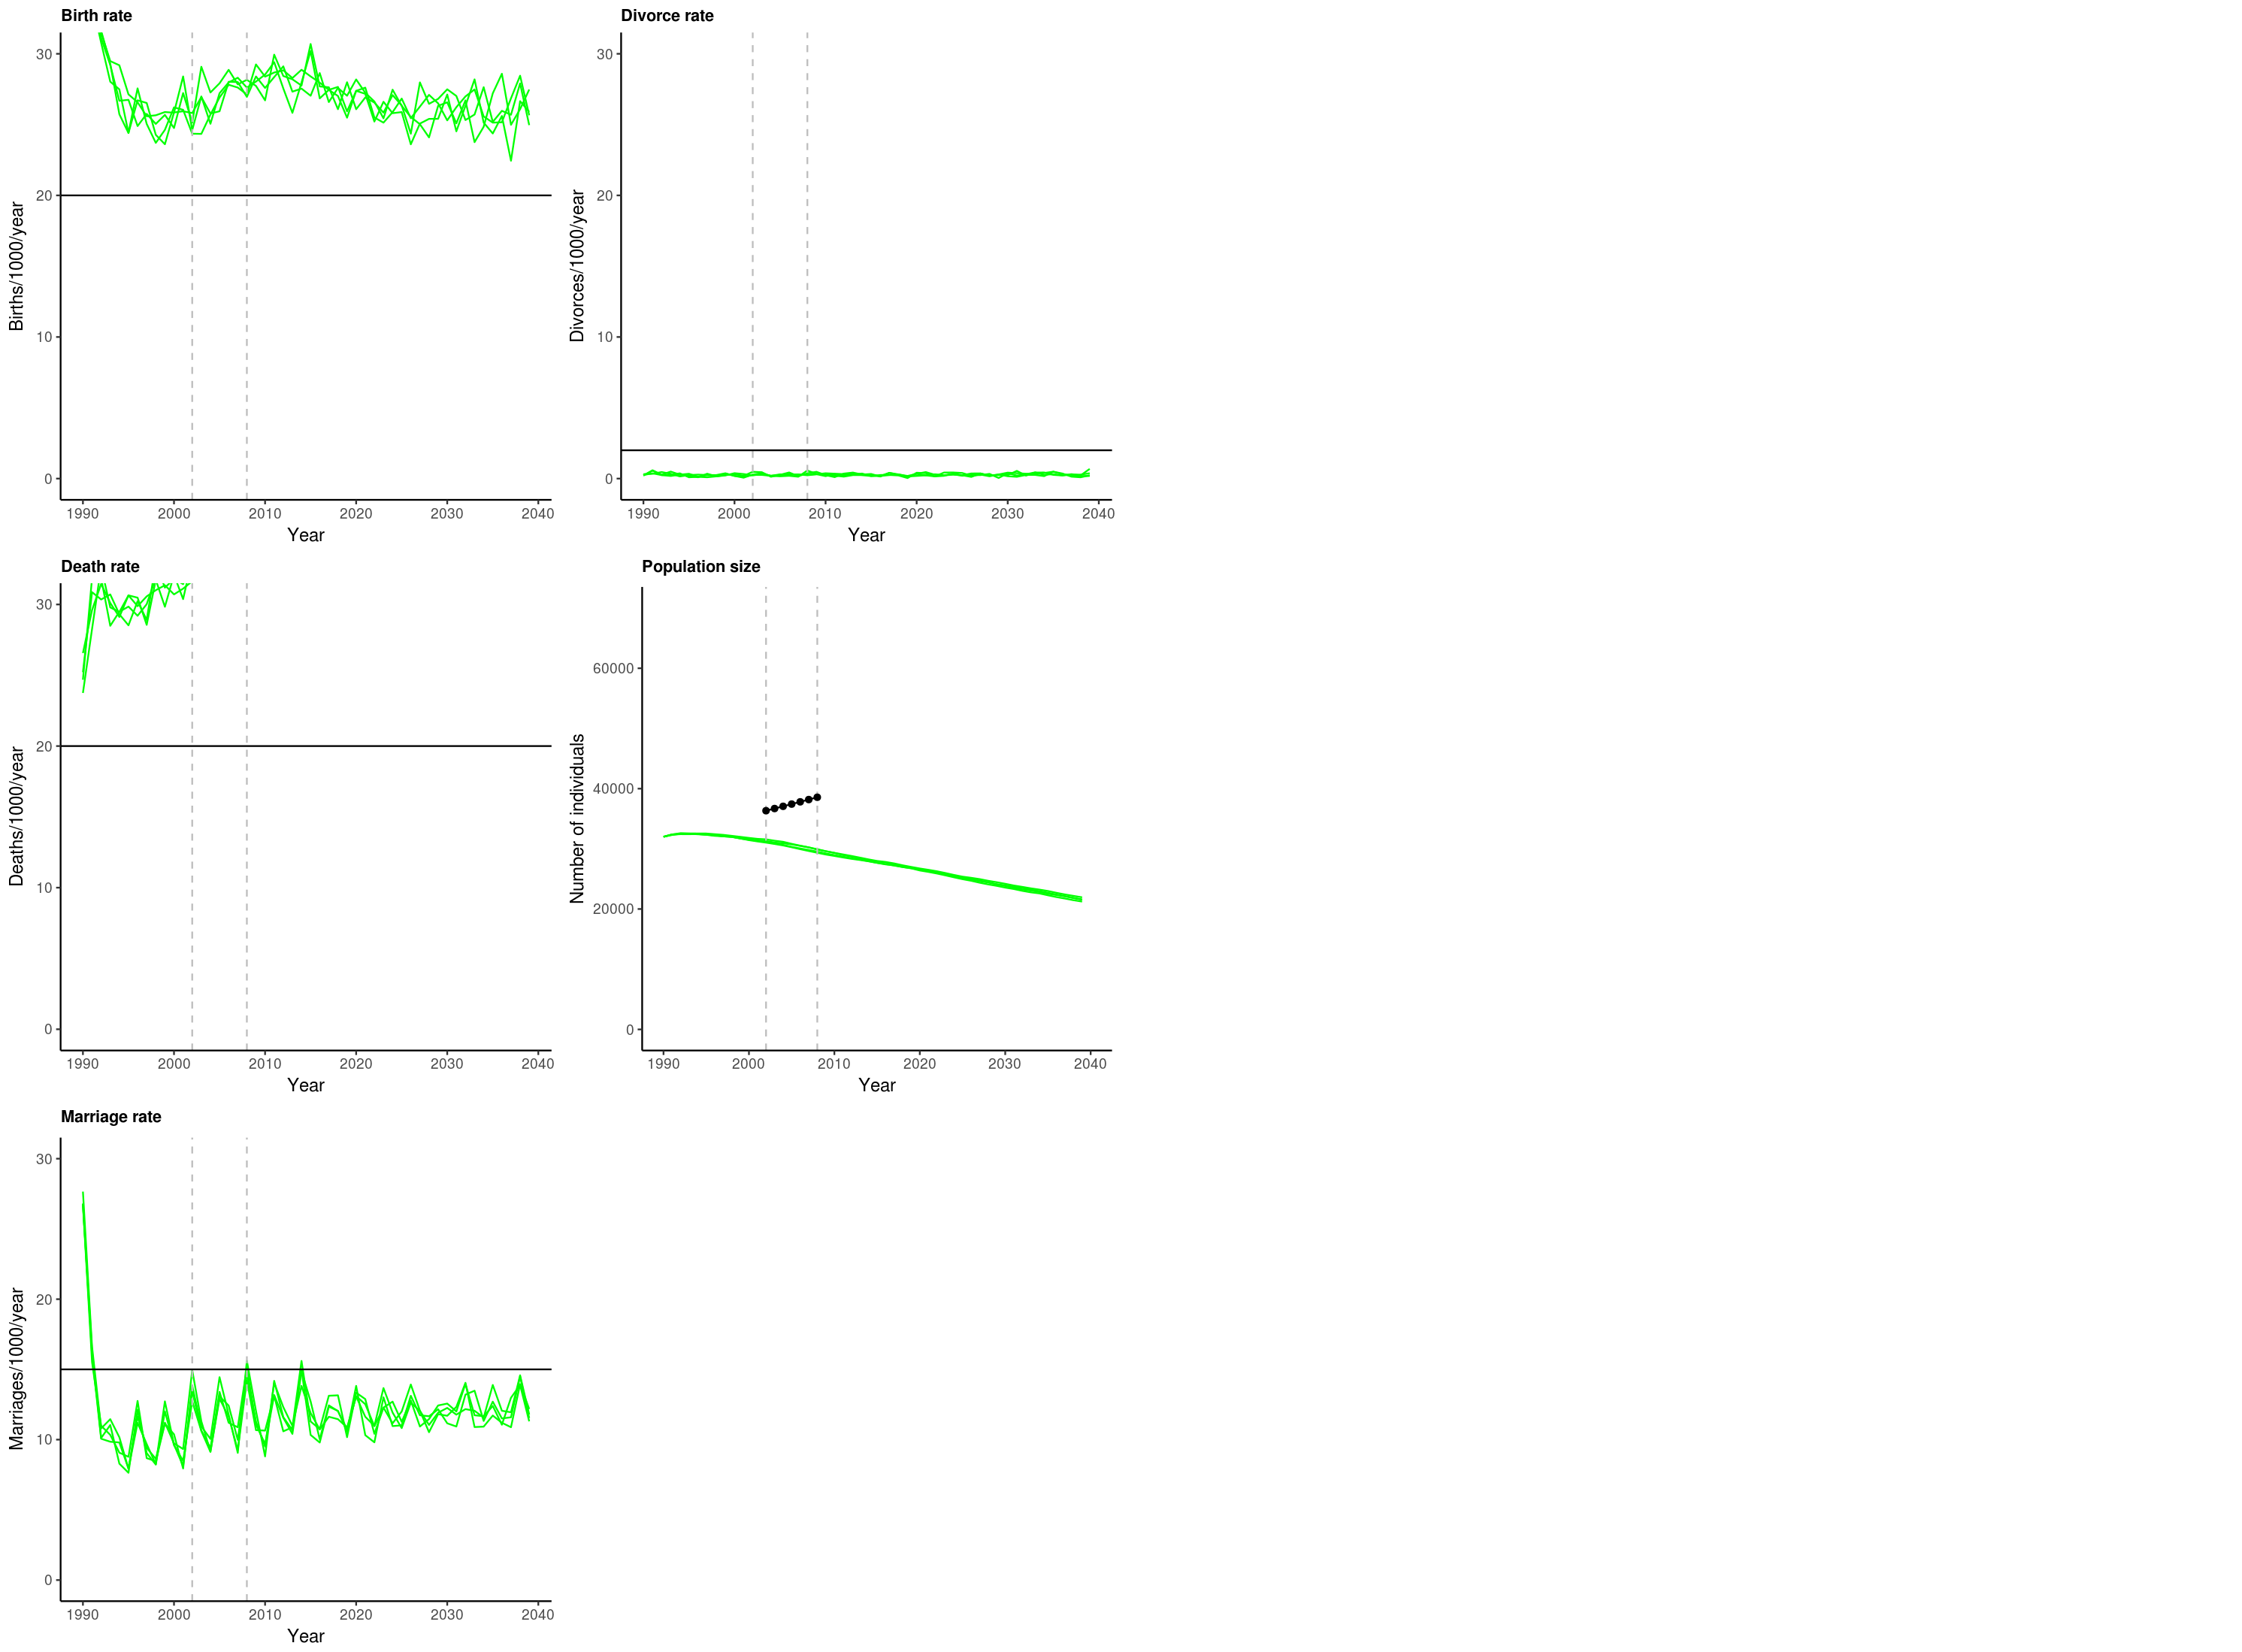 Birth rate
Births/1000/year
30
20
10
0
1990 2000 2010 2020 2030 2040
Year
Divorce rate
Divorces/1000/year
30
20
10
0
1990 2000 2010 2020 2030 2040
Year
Death rate
Deaths/1000/year
30
20
10
0
1990 2000 2010 2020 2030 2040
Year
Population size
Number of individuals
60000
40000
20000
0
1990 2000 2010 2020 2030 2040
Year
Marriage rate
Marriages/1000/year
30
20
10
0
1990 2000 2010 2020 2030 2040
Year